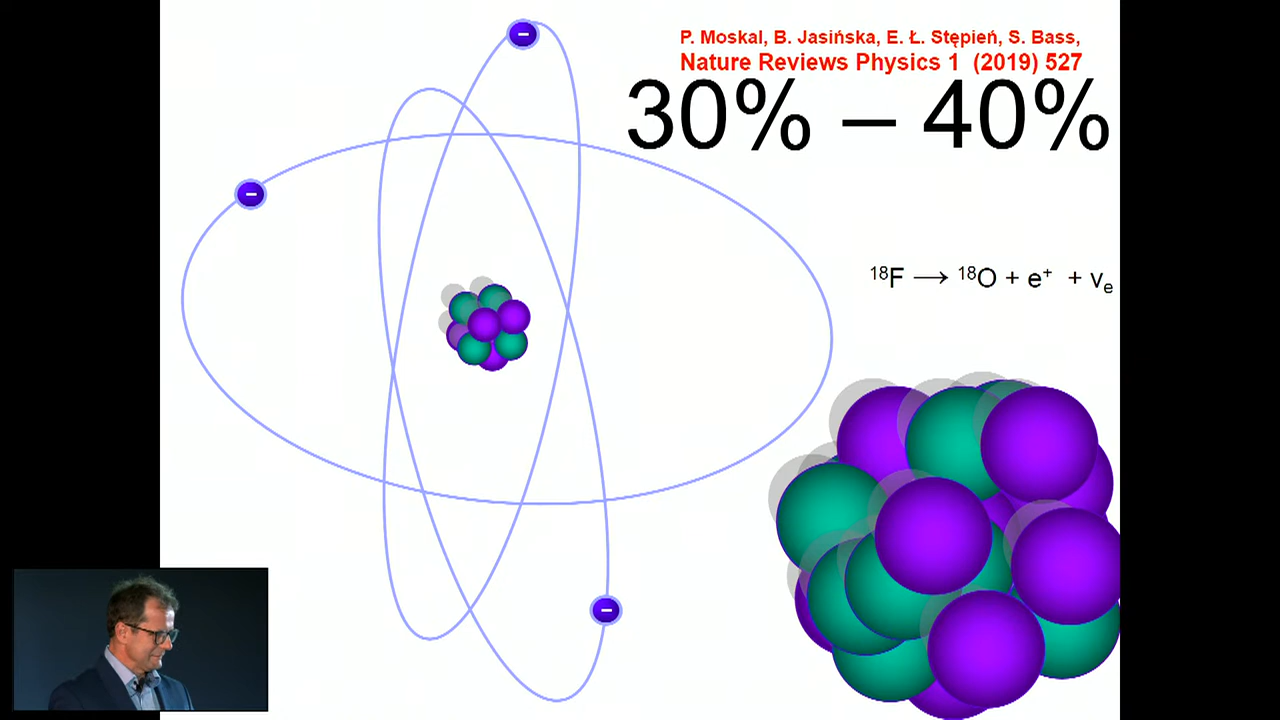 P. Moskal, B. Jasińska, E. Ł. Stępień, S. Bass,
Nature Reviews Physics 1 (2019) 527
30% – 40%
¹⁸F ⟶ ¹⁸O + e⁺ + νₑ